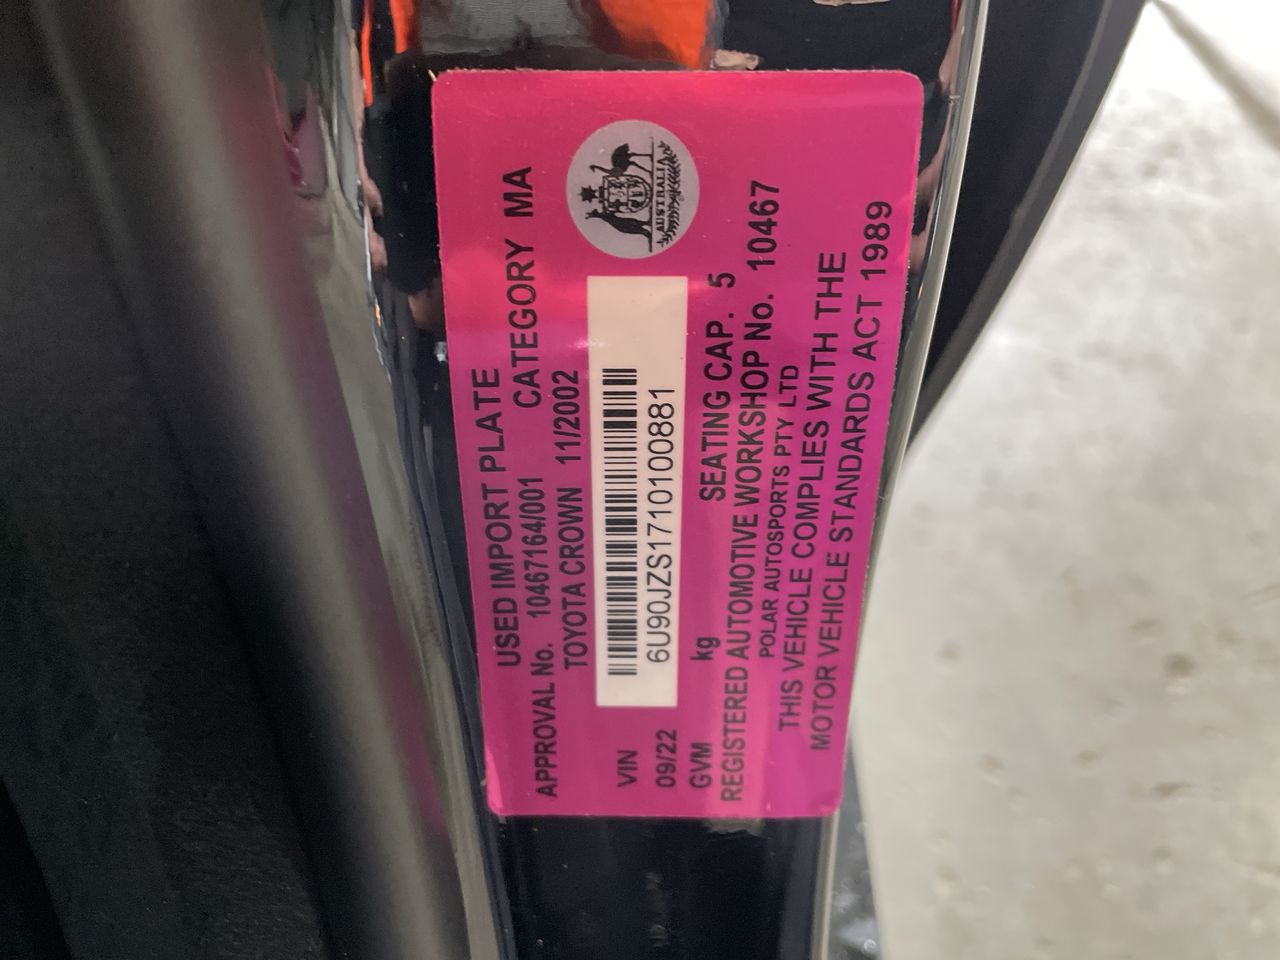 USED IMPORT PLATE
APPROVAL No. 10467164/001 CATEGORY MA
TOYOTA CROWN 11/2002
AUSTRALIA
VIN
09/22 6U90JZS1710100881
GVM kg SEATING CAP. 5
REGISTERED AUTOMOTIVE WORKSHOP No. 10467
POLAR AUTOSPORTS PTY LTD
THIS VEHICLE COMPLIES WITH THE
MOTOR VEHICLE STANDARDS ACT 1989